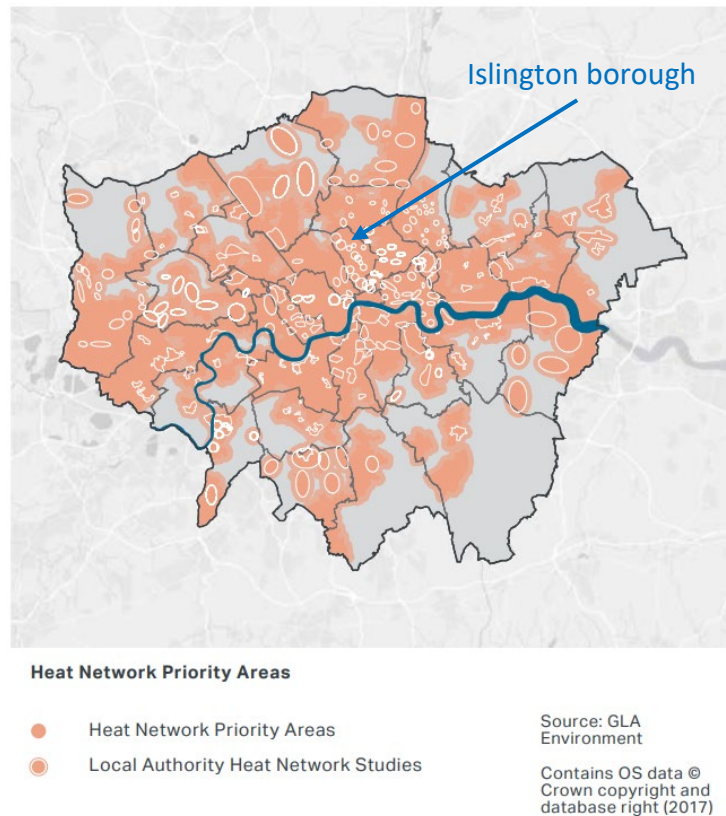 Islington borough
Heat Network Priority Areas
Heat Network Priority Areas
Local Authority Heat Network Studies
Source: GLA
Environment
Contains OS data ©
Crown copyright and
database right (2017)